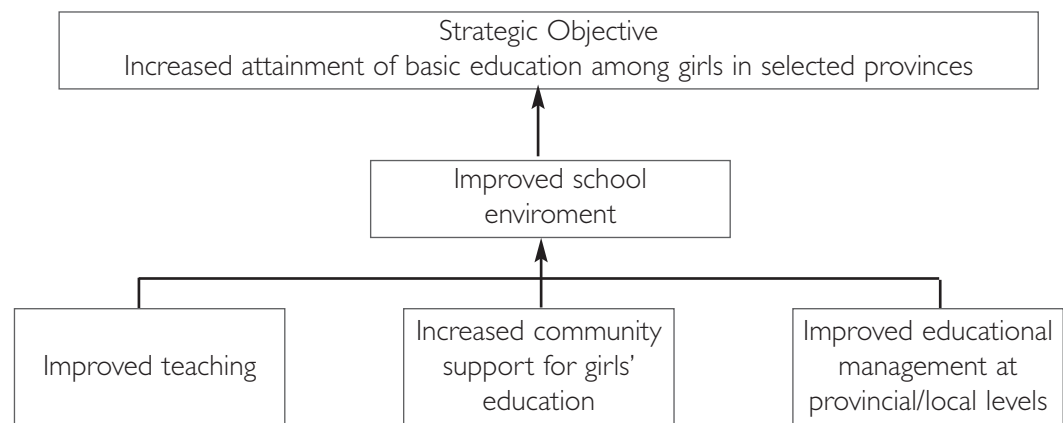 Strategic Objective
Increased attainment of basic education among girls in selected provinces
Improved school
enviroment
Improved teaching
Increased community
support for girls’
education
Improved educational
management at
provincial/local levels